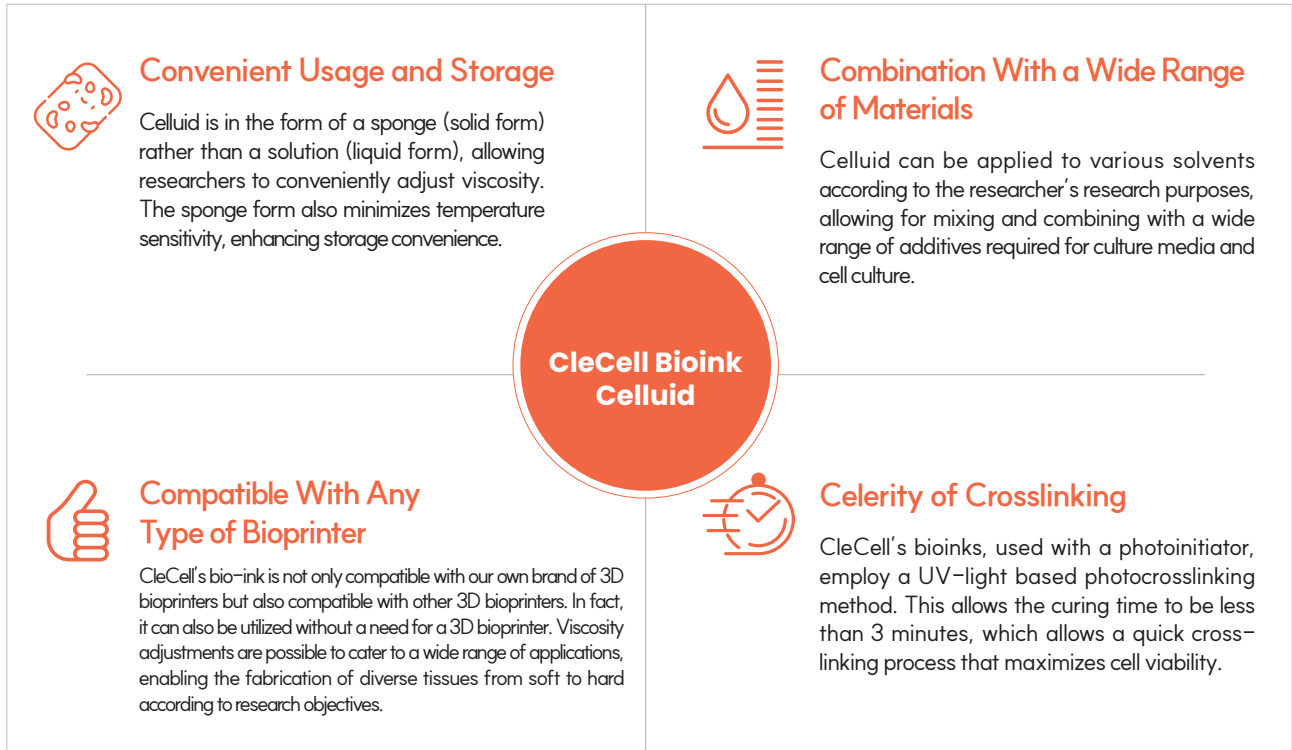 Convenient Usage and Storage
Celluid is in the form of a sponge (solid form)
rather than a solution (liquid form), allowing
researchers to conveniently adjust viscosity.
The sponge form also minimizes temperature
sensitivity, enhancing storage convenience.
Combination With a Wide Range
of Materials
Celluid can be applied to various solvents
according to the researcher's research purposes,
allowing for mixing and combining with a wide
range of additives required for culture media and
cell culture.
CleCell Bioink
Celluid
Compatible With Any
Type of Bioprinter
CleCell's bio-ink is not only compatible with our own brand of 3D
bioprinters but also compatible with other 3D bioprinters. In fact,
it can also be utilized without a need for a 3D bioprinter. Viscosity
adjustments are possible to cater to a wide range of applications,
enabling the fabrication of diverse tissues from soft to hard
according to research objectives.
Celerity of Crosslinking
CleCell's bioinks, used with a photoinitiator,
employ a UV-light based photocrosslinking
method. This allows the curing time to be less
than 3 minutes, which allows a quick cross-
linking process that maximizes cell viability.